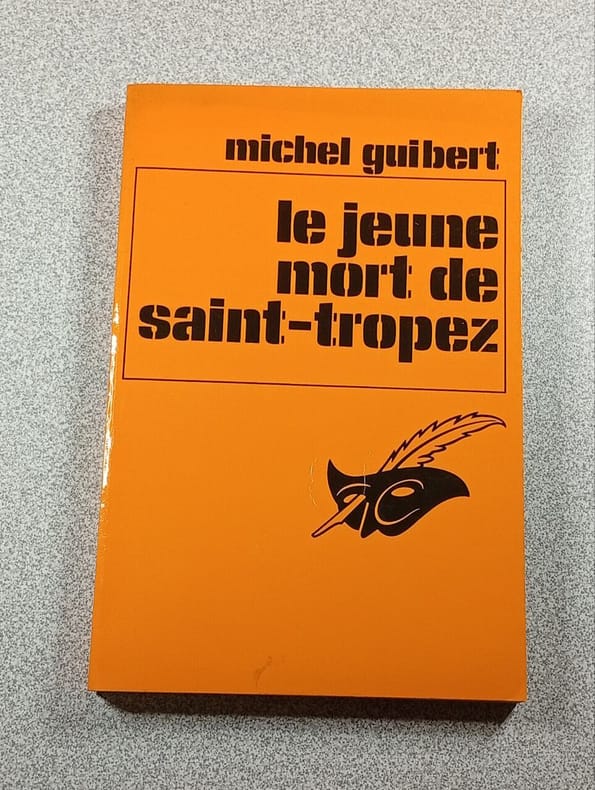 michel guibert
le jeune
mort de
saint-tropez